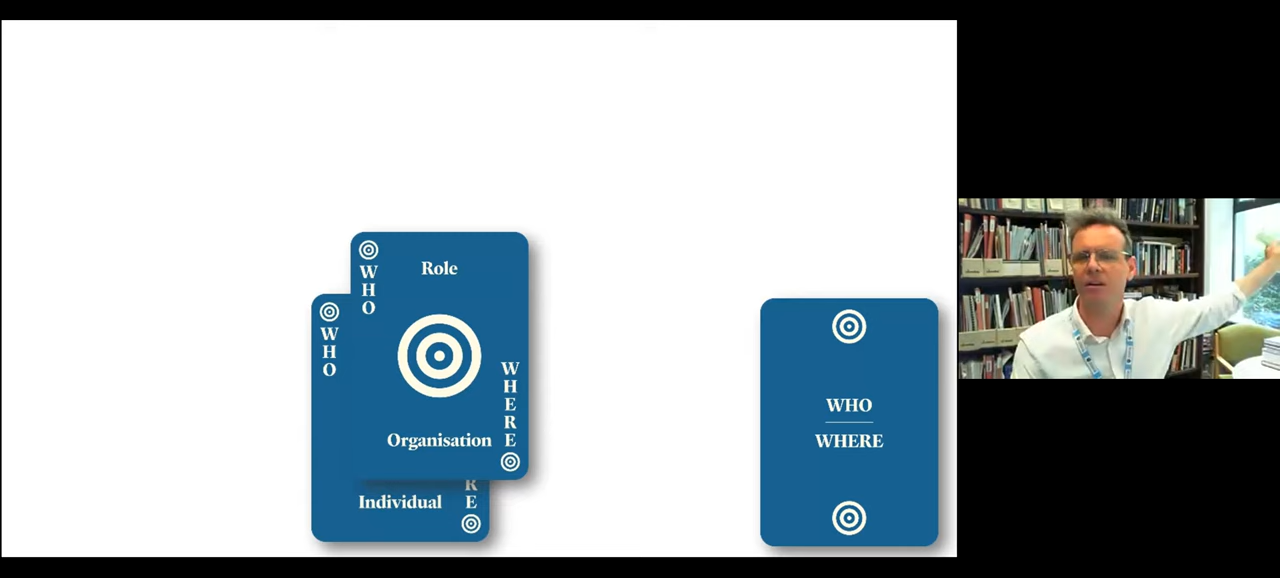 WHO
Role
WHERE
Organisation
WHO
RE
Individual
WHO
WHERE